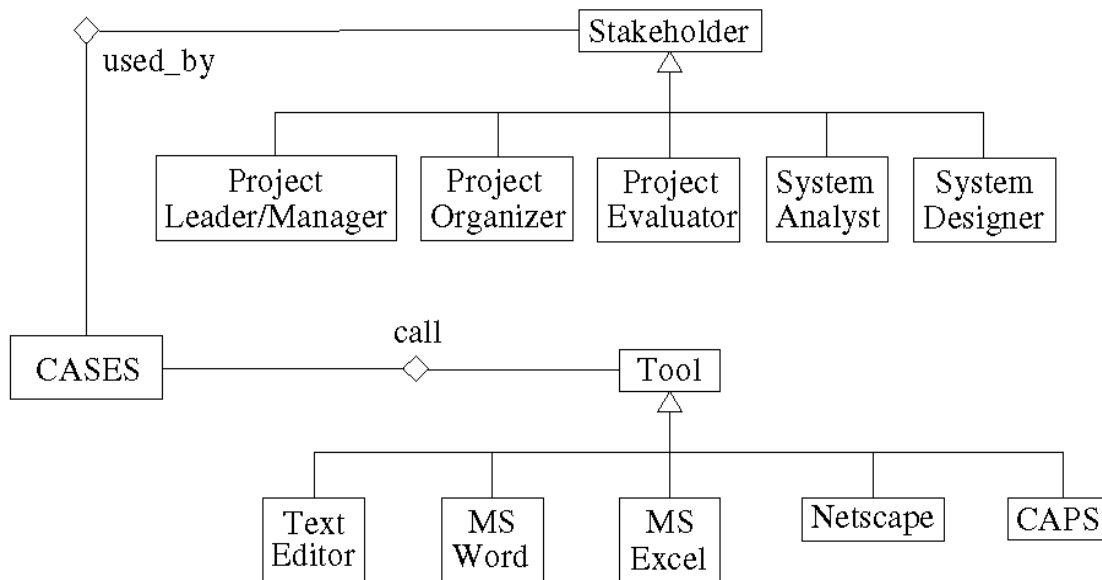 Stakeholder
used_by
Project
Leader/Manager
Project
Organizer
Project
Evaluator
System
Analyst
System
Designer
call
CASES
Tool
Text
Editor
MS
Word
MS
Excel
Netscape
CAPS